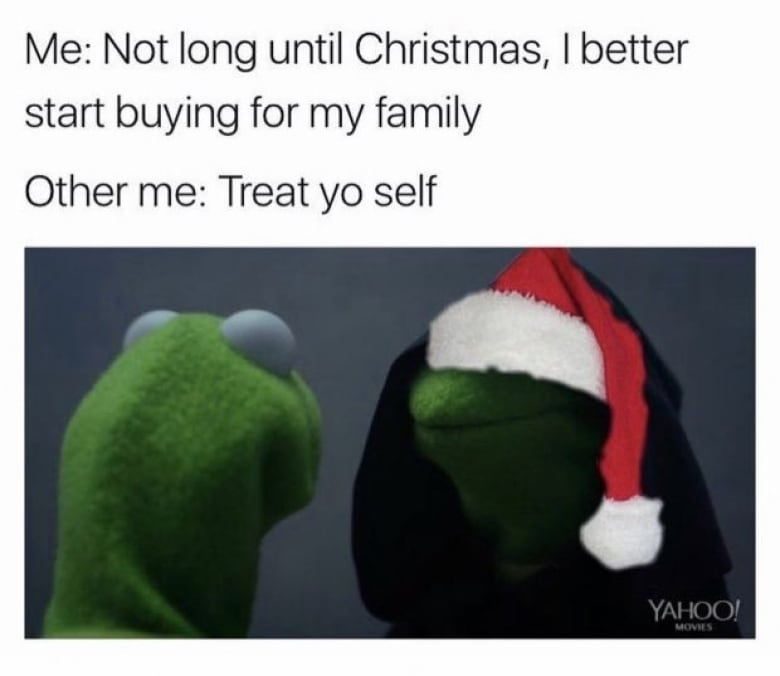 Me: Not long until Christmas, I better
start buying for my family
Other me: Treat yo self
YAHOO!
MOVIES